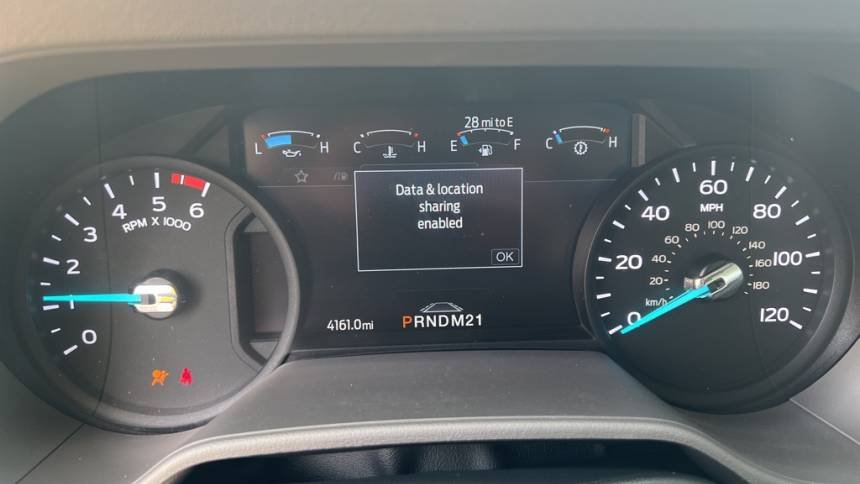 28 mi to E
L H
C H
E F
C H
Data & location
sharing
enabled
OK
4161.0mi
PRNDM21
0
1
2
3
4
5
6
RPM X 1000
0
20
40
60
80
100
120
MPH
20
40
60
80
100
120
140
160
180
km/h